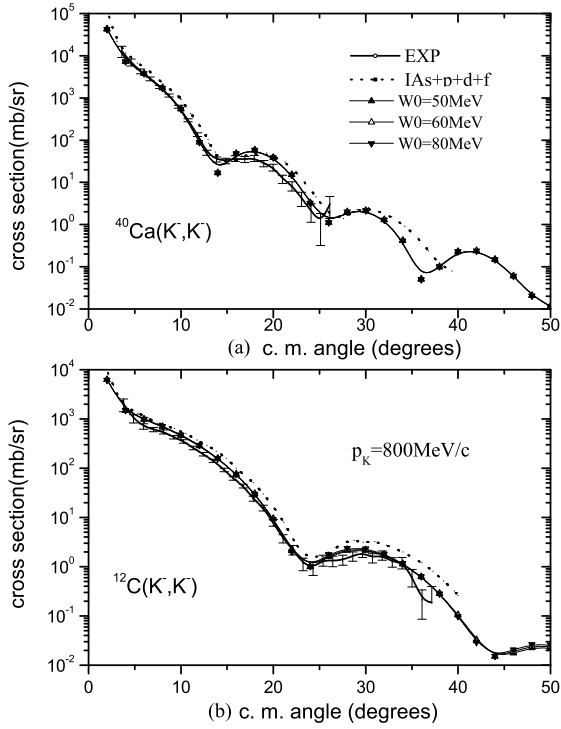 10^5
10^4
10^3
10^2
10^1
10^0
10^-1
10^-2
cross section(mb/sr)
EXP
IAs+p+d+f
W0=50MeV
W0=60MeV
W0=80MeV
^40Ca(K^-,K^-)
0 10 20 30 40 50
(a) c. m. angle (degrees)
10^4
10^3
10^2
10^1
10^0
10^-1
10^-2
cross section(mb/sr)
p_K=800MeV/c
^12C(K^-,K^-)
0 10 20 30 40 50
(b) c. m. angle (degrees)